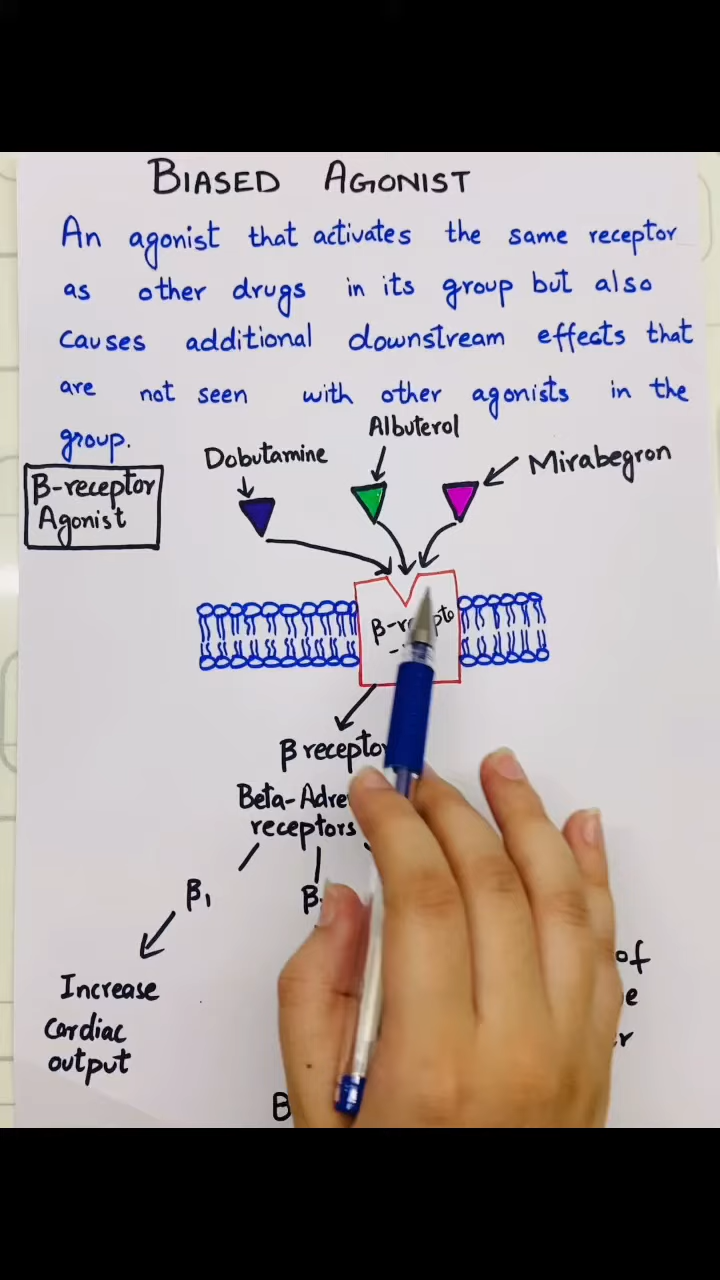 BIASED AGONIST
An agonist that activates the same receptor
as other drugs in its group but also
causes additional downstream effects that
are not seen with other agonists in the
group.
Albuterol
Dobutamine
Mirabegron
β-receptor
Agonist
β receptor
Beta-
receptors
β1
Increase
cardiac
output
of